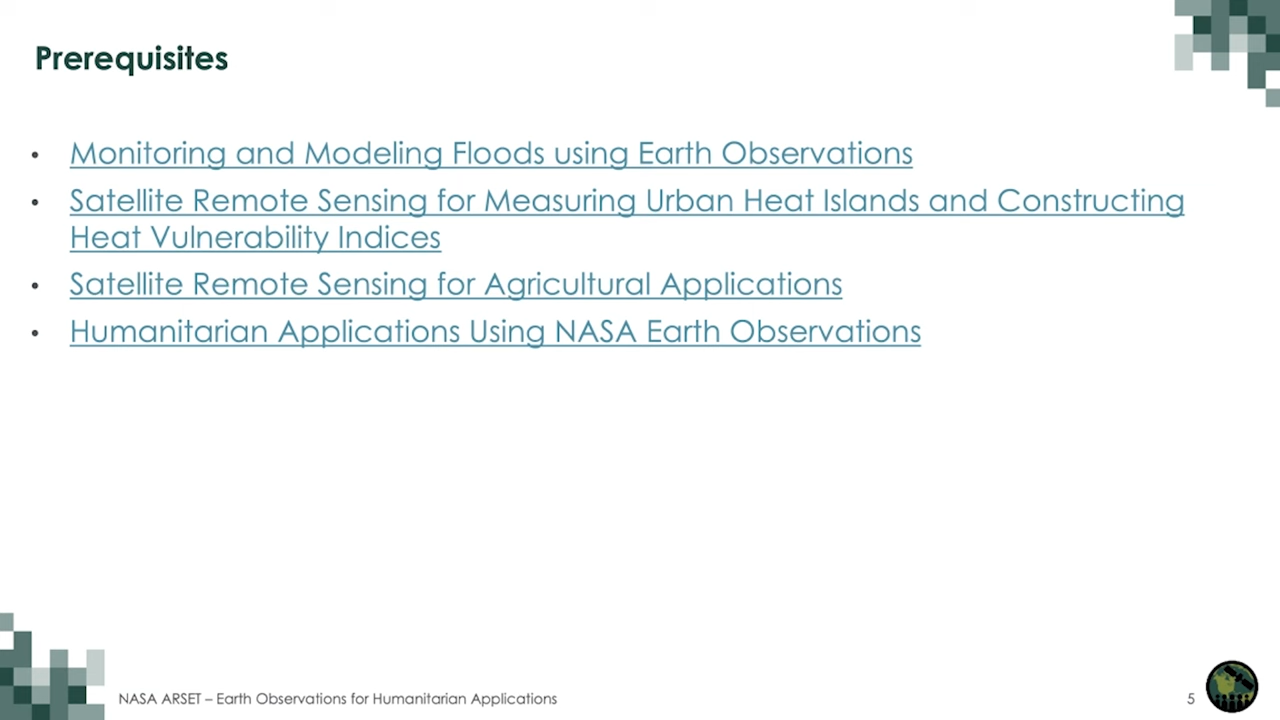 Prerequisites
• Monitoring and Modeling Floods using Earth Observations
• Satellite Remote Sensing for Measuring Urban Heat Islands and Constructing
Heat Vulnerability Indices
• Satellite Remote Sensing for Agricultural Applications
• Humanitarian Applications Using NASA Earth Observations
NASA ARSET – Earth Observations for Humanitarian Applications
5